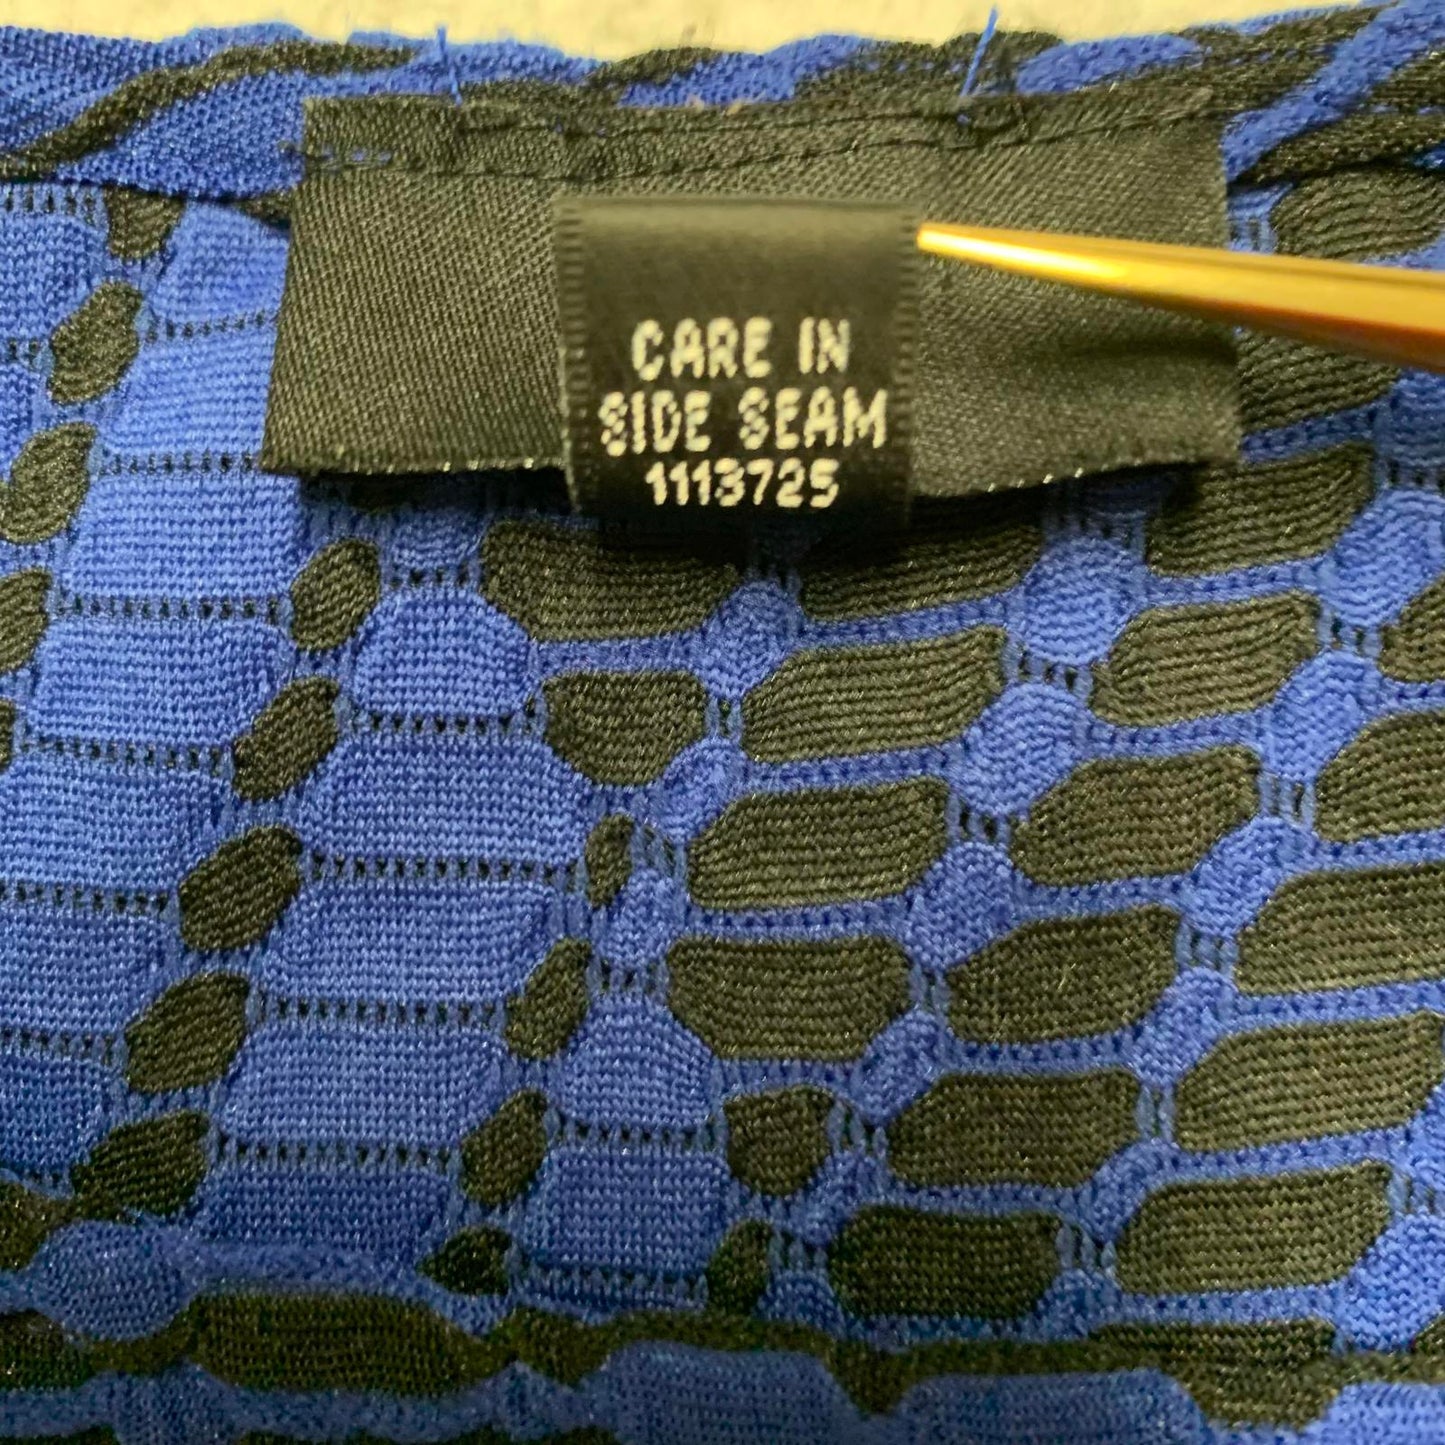 CARE IN
SIDE SEAM
1113725